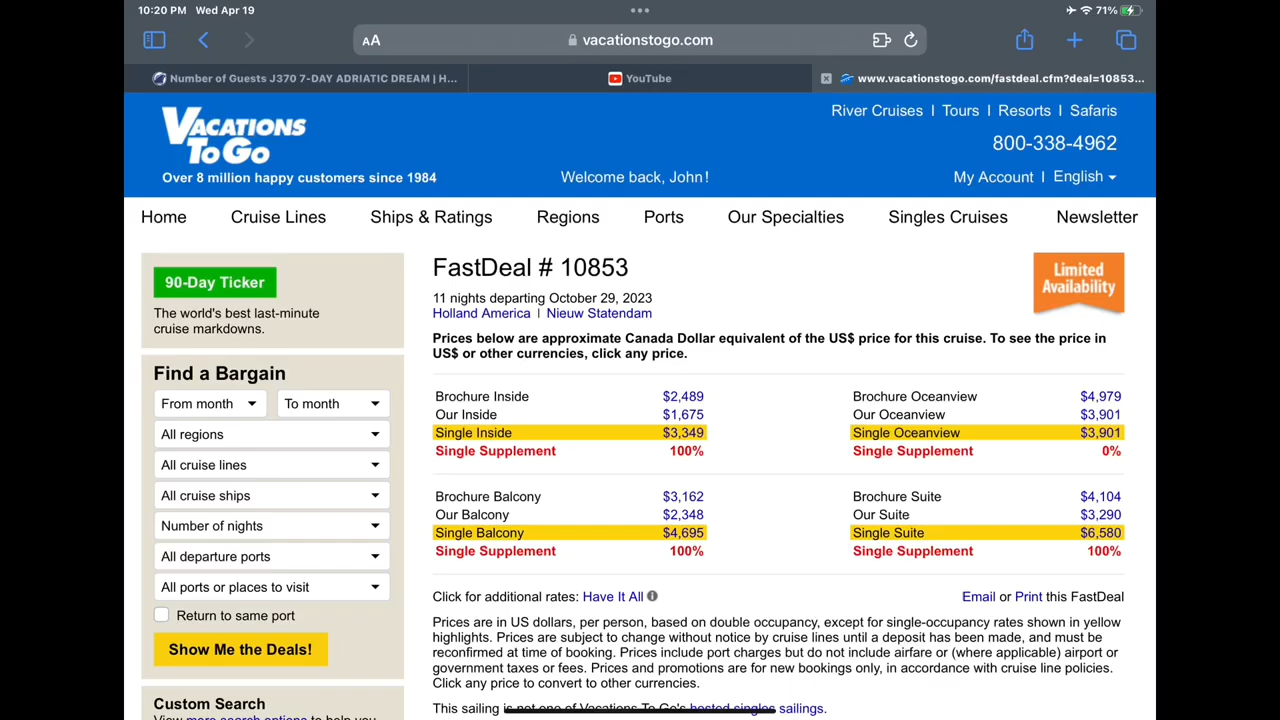 10:20 PM Wed Apr 19
71%
AA vacationstogo.com
Number of Guests J370 7-DAY ADRIATIC DREAM | H...
YouTube
www.vacationstogo.com/fastdeal.cfm?deal=10853...
VACATIONS TO GO
Over 8 million happy customers since 1984
Welcome back, John!
River Cruises | Tours | Resorts | Safaris
800-338-4962
My Account | English
Home Cruise Lines Ships & Ratings Regions Ports Our Specialties Singles Cruises Newsletter
90-Day Ticker
The world's best last-minute
cruise markdowns.
Find a Bargain
From month To month
All regions
All cruise lines
All cruise ships
Number of nights
All departure ports
All ports or places to visit
Return to same port
Show Me the Deals!
Custom Search
View more search options to help you
FastDeal # 10853
Limited
Availability
11 nights departing October 29, 2023
Holland America | Nieuw Statendam
Prices below are approximate Canada Dollar equivalent of the US$ price for this cruise. To see the price in
US$ or other currencies, click any price.
Brochure Inside $2,489
Our Inside $1,675
Single Inside $3,349
Single Supplement 100%
Brochure Oceanview $4,979
Our Oceanview $3,901
Single Oceanview $3,901
Single Supplement 0%
Brochure Balcony $3,162
Our Balcony $2,348
Single Balcony $4,695
Single Supplement 100%
Brochure Suite $4,104
Our Suite $3,290
Single Suite $6,580
Single Supplement 100%
Click for additional rates: Have It All
Email or Print this FastDeal
Prices are in US dollars, per person, based on double occupancy, except for single-occupancy rates shown in yellow
highlights. Prices are subject to change without notice by cruise lines until a deposit has been made, and must be
reconfirmed at time of booking. Prices include port charges but do not include airfare or (where applicable) airport or
government taxes or fees. Prices and promotions are for new bookings only, in accordance with cruise line policies.
Click any price to convert to other currencies.
This sailing is not one of Vacations To Go's hosted singles sailings.